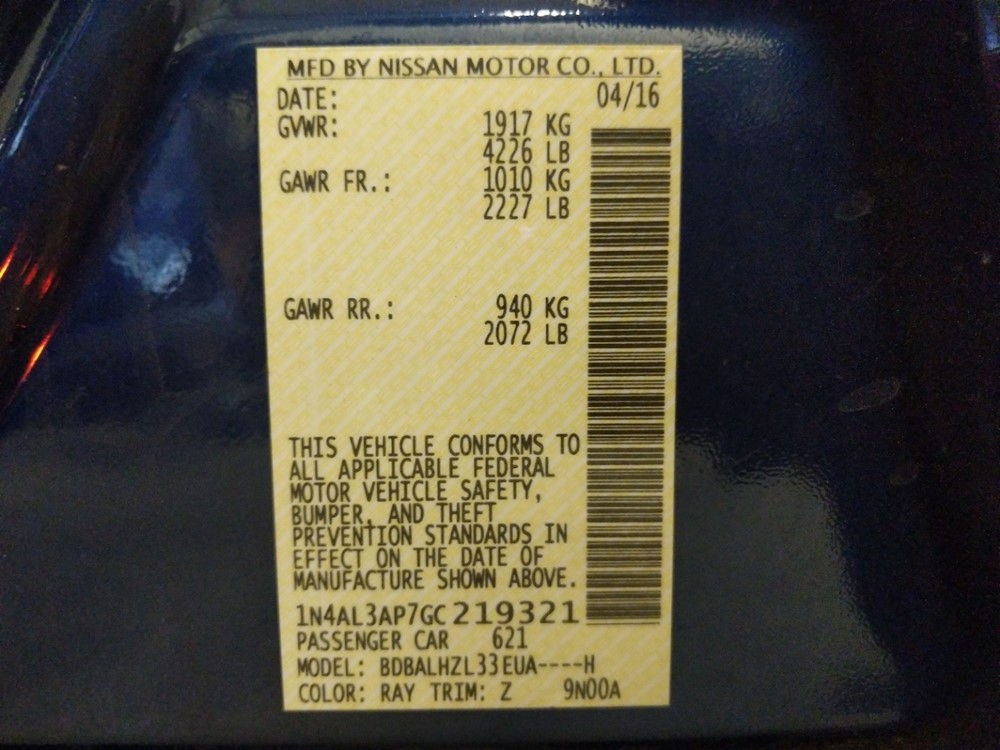 MFD BY NISSAN MOTOR CO., LTD.
DATE: 04/16
GVWR: 1917 KG
4226 LB
GAWR FR.: 1010 KG
2227 LB
GAWR RR.: 940 KG
2072 LB
THIS VEHICLE CONFORMS TO
ALL APPLICABLE FEDERAL
MOTOR VEHICLE SAFETY,
BUMPER, AND THEFT
PREVENTION STANDARDS IN
EFFECT ON THE DATE OF
MANUFACTURE SHOWN ABOVE.
1N4AL3AP7GC219321
PASSENGER CAR 621
MODEL: BDBALHZL33EUA----H
COLOR: RAY TRIM: Z 9N00A